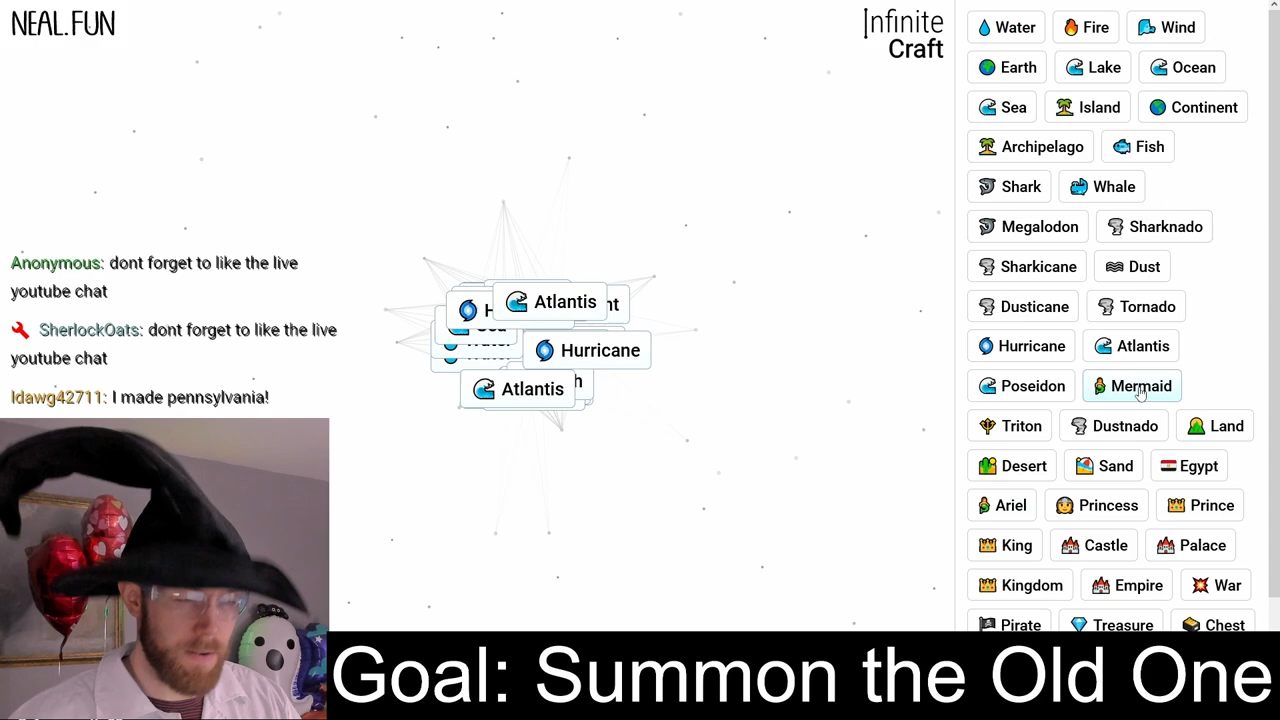 NEAL.FUN
Infinite
Craft
Water
Fire
Wind
Earth
Lake
Ocean
Sea
Island
Continent
Archipelago
Fish
Shark
Whale
Megalodon
Sharknado
Sharkicane
Dust
Dusticane
Tornado
Hurricane
Atlantis
Poseidon
Mermaid
Triton
Dustnado
Land
Desert
Sand
Egypt
Ariel
Princess
Prince
King
Castle
Palace
Kingdom
Empire
War
Pirate
Treasure
Chest
Atlantis
Hurricane
Atlantis
Anonymous: dont forget to like the live
youtube chat
SherlockOats: dont forget to like the live
youtube chat
Idawg42711: I made pennsylvania!
Goal: Summon the Old One